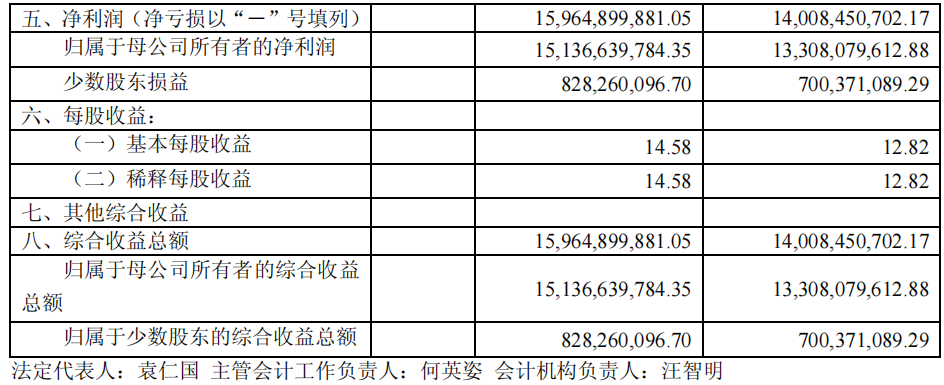 五、净利润（净亏损以“－”号填列） 15,964,899,881.05 14,008,450,702.17
归属于母公司所有者的净利润 15,136,639,784.35 13,308,079,612.88
少数股东损益 828,260,096.70 700,371,089.29
六、每股收益：
（一）基本每股收益 14.58 12.82
（二）稀释每股收益 14.58 12.82
七、其他综合收益
八、综合收益总额 15,964,899,881.05 14,008,450,702.17
归属于母公司所有者的综合收益
总额 15,136,639,784.35 13,308,079,612.88
归属于少数股东的综合收益总额 828,260,096.70 700,371,089.29
法定代表人：袁仁国 主管会计工作负责人：何英姿 会计机构负责人：汪智明